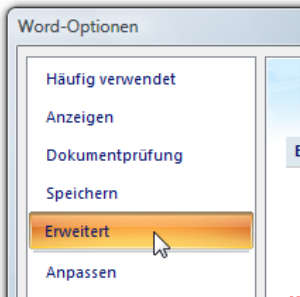 Word-Optionen
Häufig verwendet
Anzeigen
Dokumentprüfung
Speichern
Erweitert
Anpassen